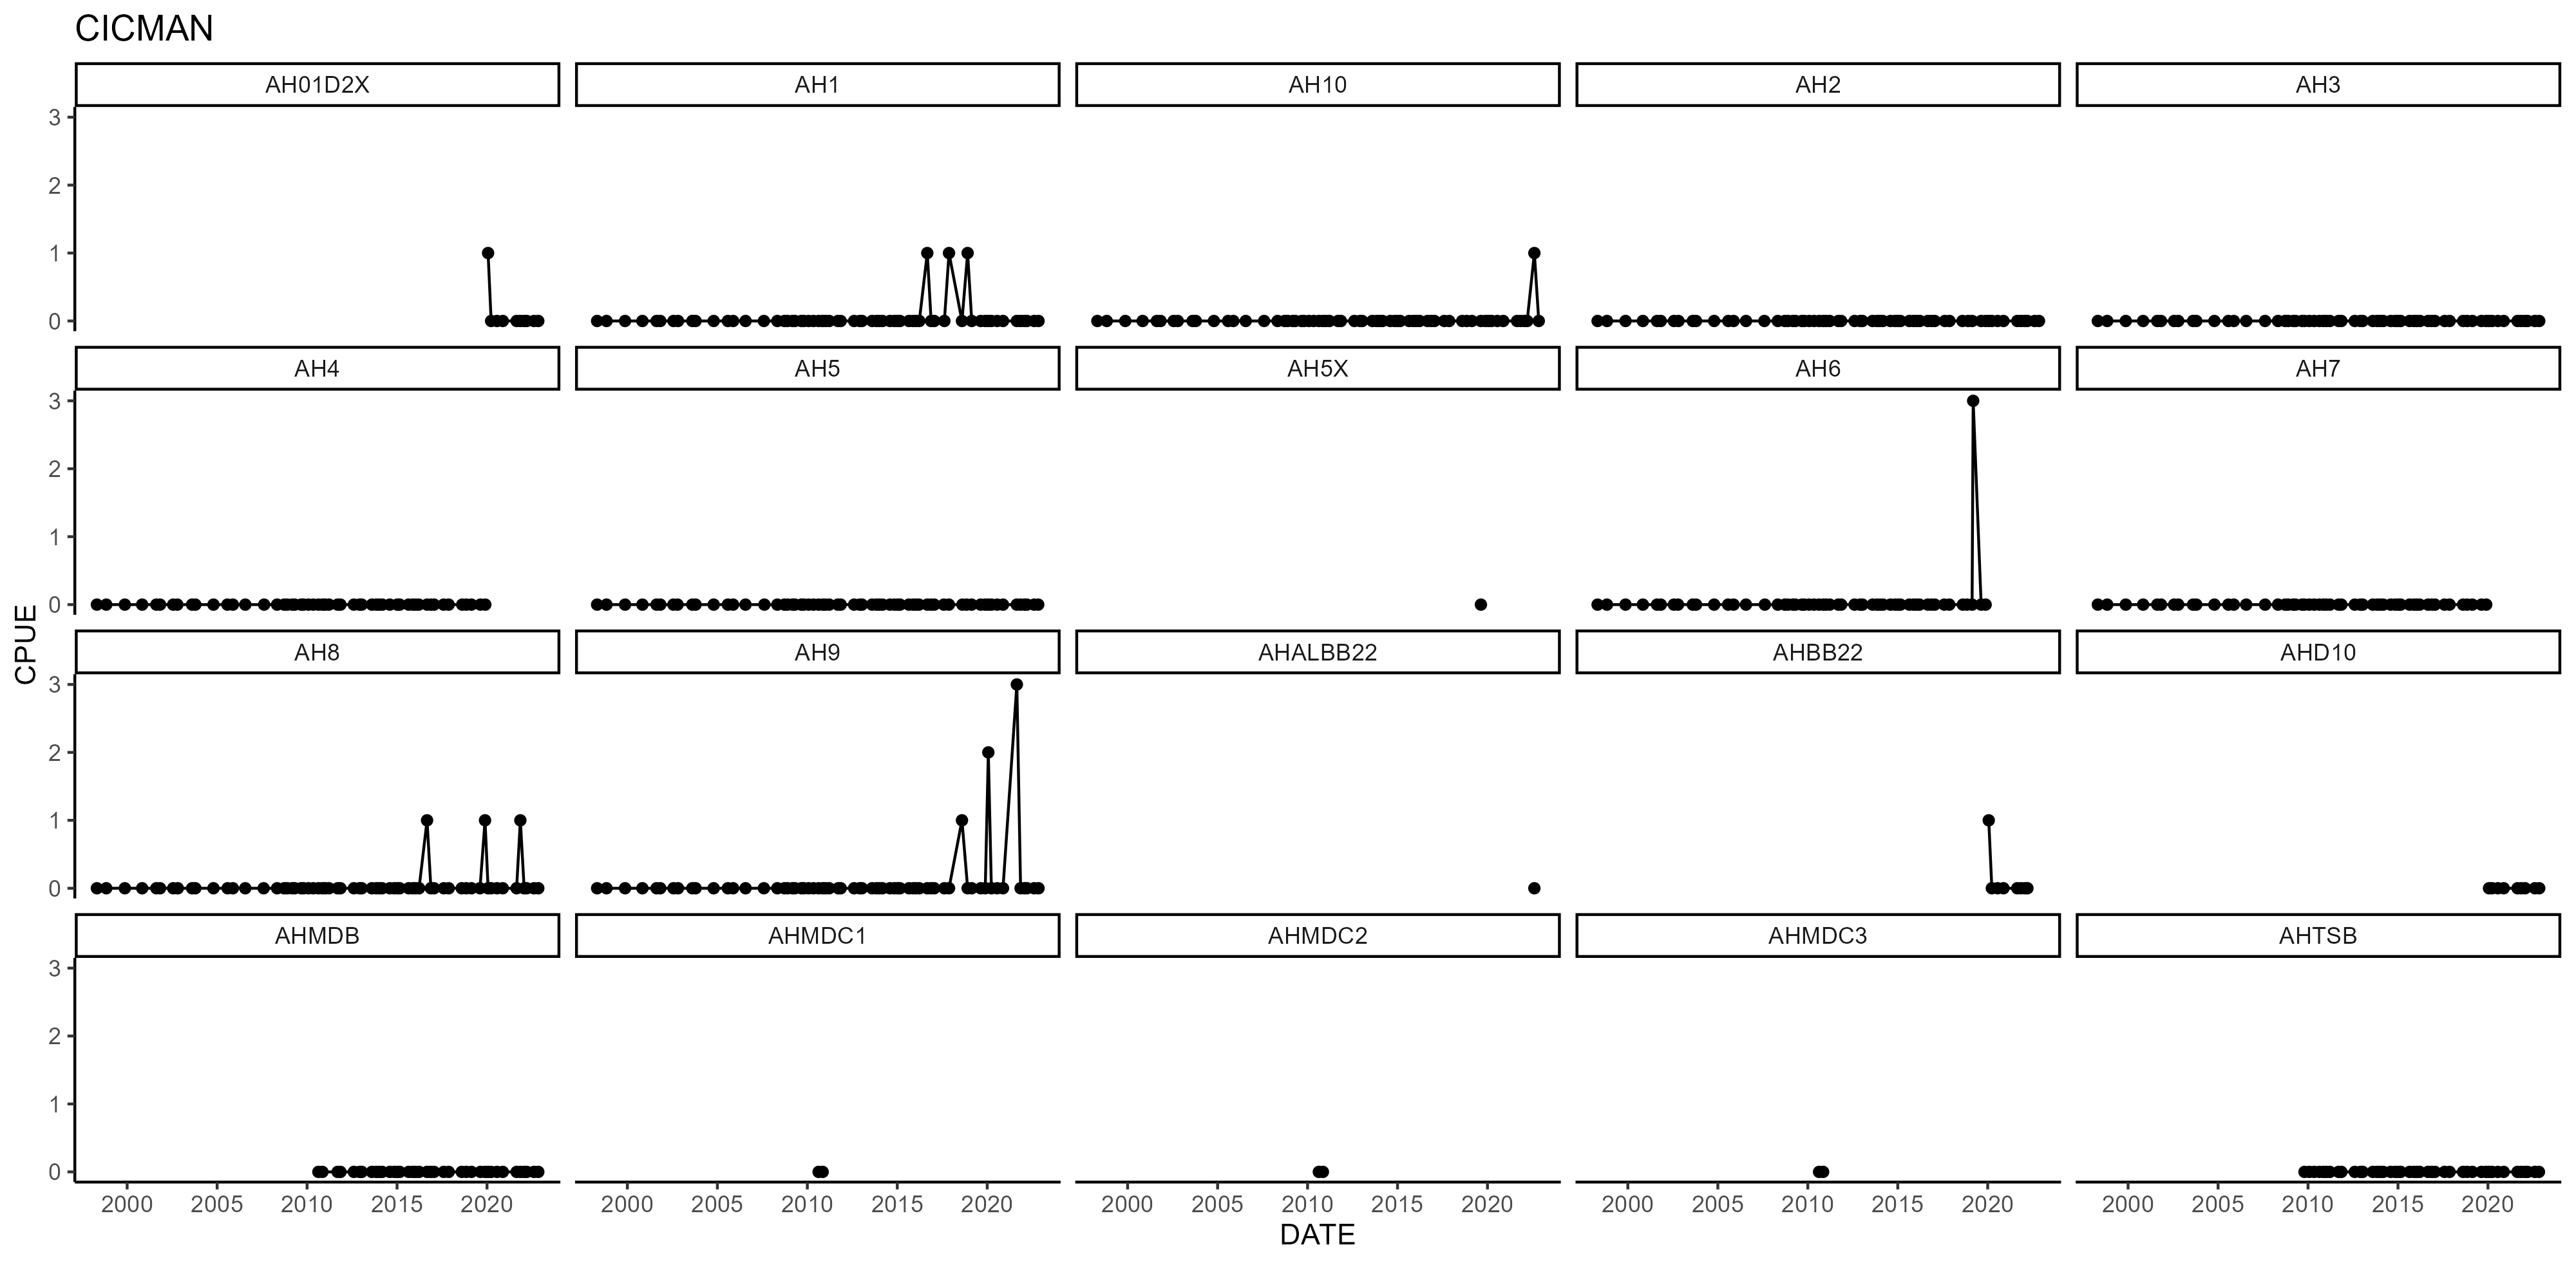 CICMAN
AH01D2X AH1 AH10 AH2 AH3
3
2
1
0
AH4 AH5 AH5X AH6 AH7
3
2
1
0
CPUE
AH8 AH9 AHALBB22 AHBB22 AHD10
3
2
1
0
AHMDB AHMDC1 AHMDC2 AHMDC3 AHTSB
3
2
1
0
2000 2005 2010 2015 2020 2000 2005 2010 2015 2020 2000 2005 2010 2015 2020 2000 2005 2010 2015 2020 2000 2005 2010 2015 2020
DATE